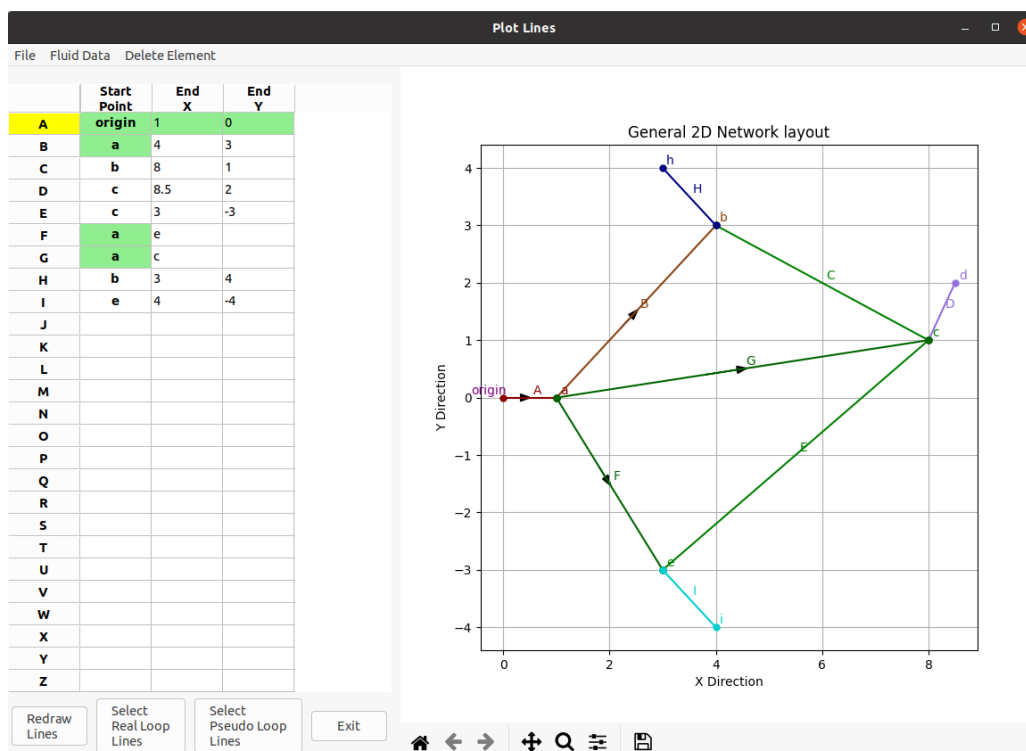 Plot Lines
File Fluid Data Delete Element
Start Point End X End Y
A origin 1 0
B a 4 3
C b 8 1
D c 8.5 2
E c 3 -3
F a e
G a c
H b 3 4
I e 4 -4
J
K
L
M
N
O
P
Q
R
S
T
U
V
W
X
Y
Z
Redraw Lines
Select Real Loop Lines
Select Pseudo Loop Lines
Exit
General 2D Network layout
Y Direction
4
3
2
1
0
−1
−2
−3
−4
h
H
b
C
d
D
B
c
G
origin
A
a
E
F
e
I
i
0 2 4 6 8
X Direction